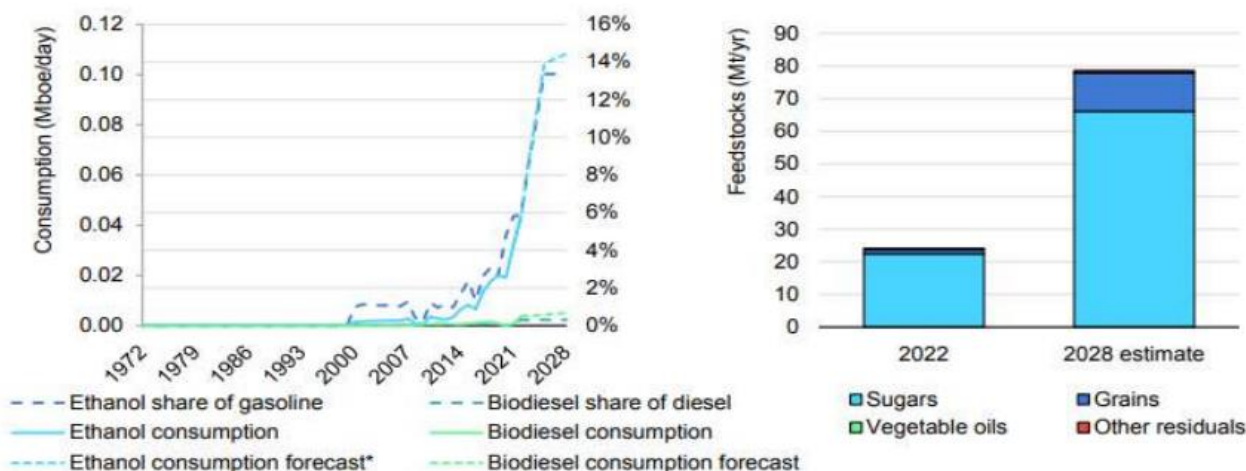 Consumption (Mboe/day)
0.12
0.10
0.08
0.06
0.04
0.02
0.00
16%
14%
12%
10%
8%
6%
4%
2%
0%
1972
1979
1986
1993
2000
2007
2014
2021
2028
Ethanol share of gasoline
Biodiesel share of diesel
Ethanol consumption
Biodiesel consumption
Ethanol consumption forecast*
Biodiesel consumption forecast
Feedstocks (Mt/yr)
90
80
70
60
50
40
30
20
10
0
2022
2028 estimate
Sugars
Grains
Vegetable oils
Other residuals